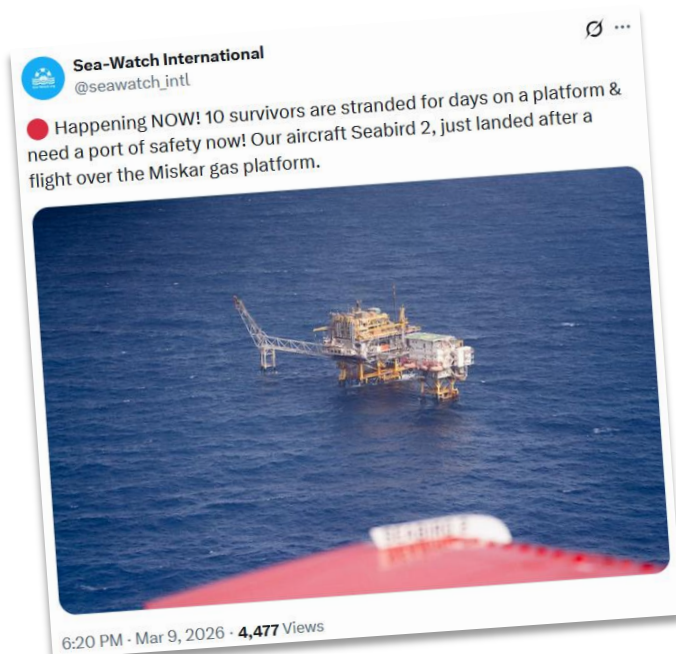 Sea-Watch International
@seawatch_intl
🔴 Happening NOW! 10 survivors are stranded for days on a platform &
need a port of safety now! Our aircraft Seabird 2, just landed after a
flight over the Miskar gas platform.
SEABIRD 2
6:20 PM · Mar 9, 2026 · 4,477 Views